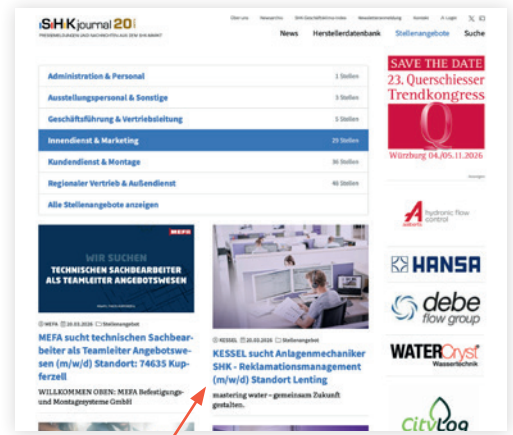 iSHKjournal 20
PRESSEMELDUNGEN UND NACHRICHTEN AUS DEM SHK-MARKT
Über uns Newsarchiv SHK-Geschäftsklima-Index Newsletteranmeldung Kontakt Login
News Herstellerdatenbank Stellenangebote Suche
Administration & Personal 1 Stellen
Ausstellungspersonal & Sonstige 3 Stellen
Geschäftsführung & Vertriebsleitung 5 Stellen
Innendienst & Marketing 29 Stellen
Kundendienst & Montage 36 Stellen
Regionaler Vertrieb & Außendienst 46 Stellen
Alle Stellenangebote anzeigen
MEFA
WIR SUCHEN
TECHNISCHEN SACHBEARBEITER
ALS TEAMLEITER ANGEBOTSWESEN
MEFA 20.03.2026 Stellenangebot
MEFA sucht technischen Sachbear-
beiter als Teamleiter Angebotswe-
sen (m/w/d) Standort: 74635 Kup-
ferzell
WILLKOMMEN OBEN: MEFA Befestigungs-
und Montagesysteme GmbH
KESSEL 20.03.2026 Stellenangebot
KESSEL sucht Anlagenmechaniker
SHK - Reklamationsmanagement
(m/w/d) Standort Lenting
mastering water – gemeinsam Zukunft
gestalten.
SAVE THE DATE
23. Querschiesser
Trendkongress
Q
Würzburg 04./05.11.2026
Anzeigen
hydronic flow
control
HANSA
debe
flow group
WATERCryst
Wassertechnik
CityLog